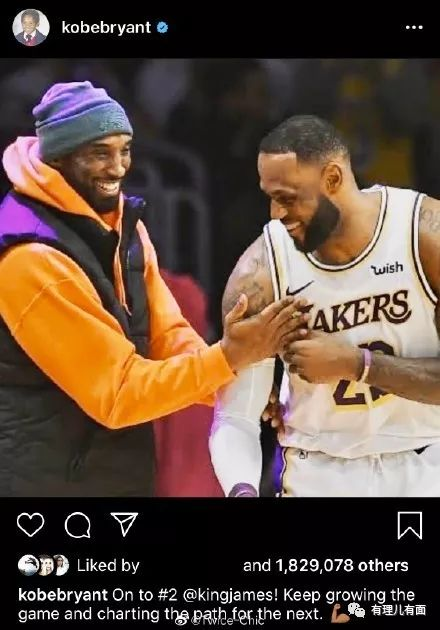 kobebryant
wish
LAKERS
Liked by and 1,829,078 others
kobebryant On to #2 @kingjames! Keep growing the
game and charting the path for the next. 💪🏾
有理儿有面
@Twice-Chic